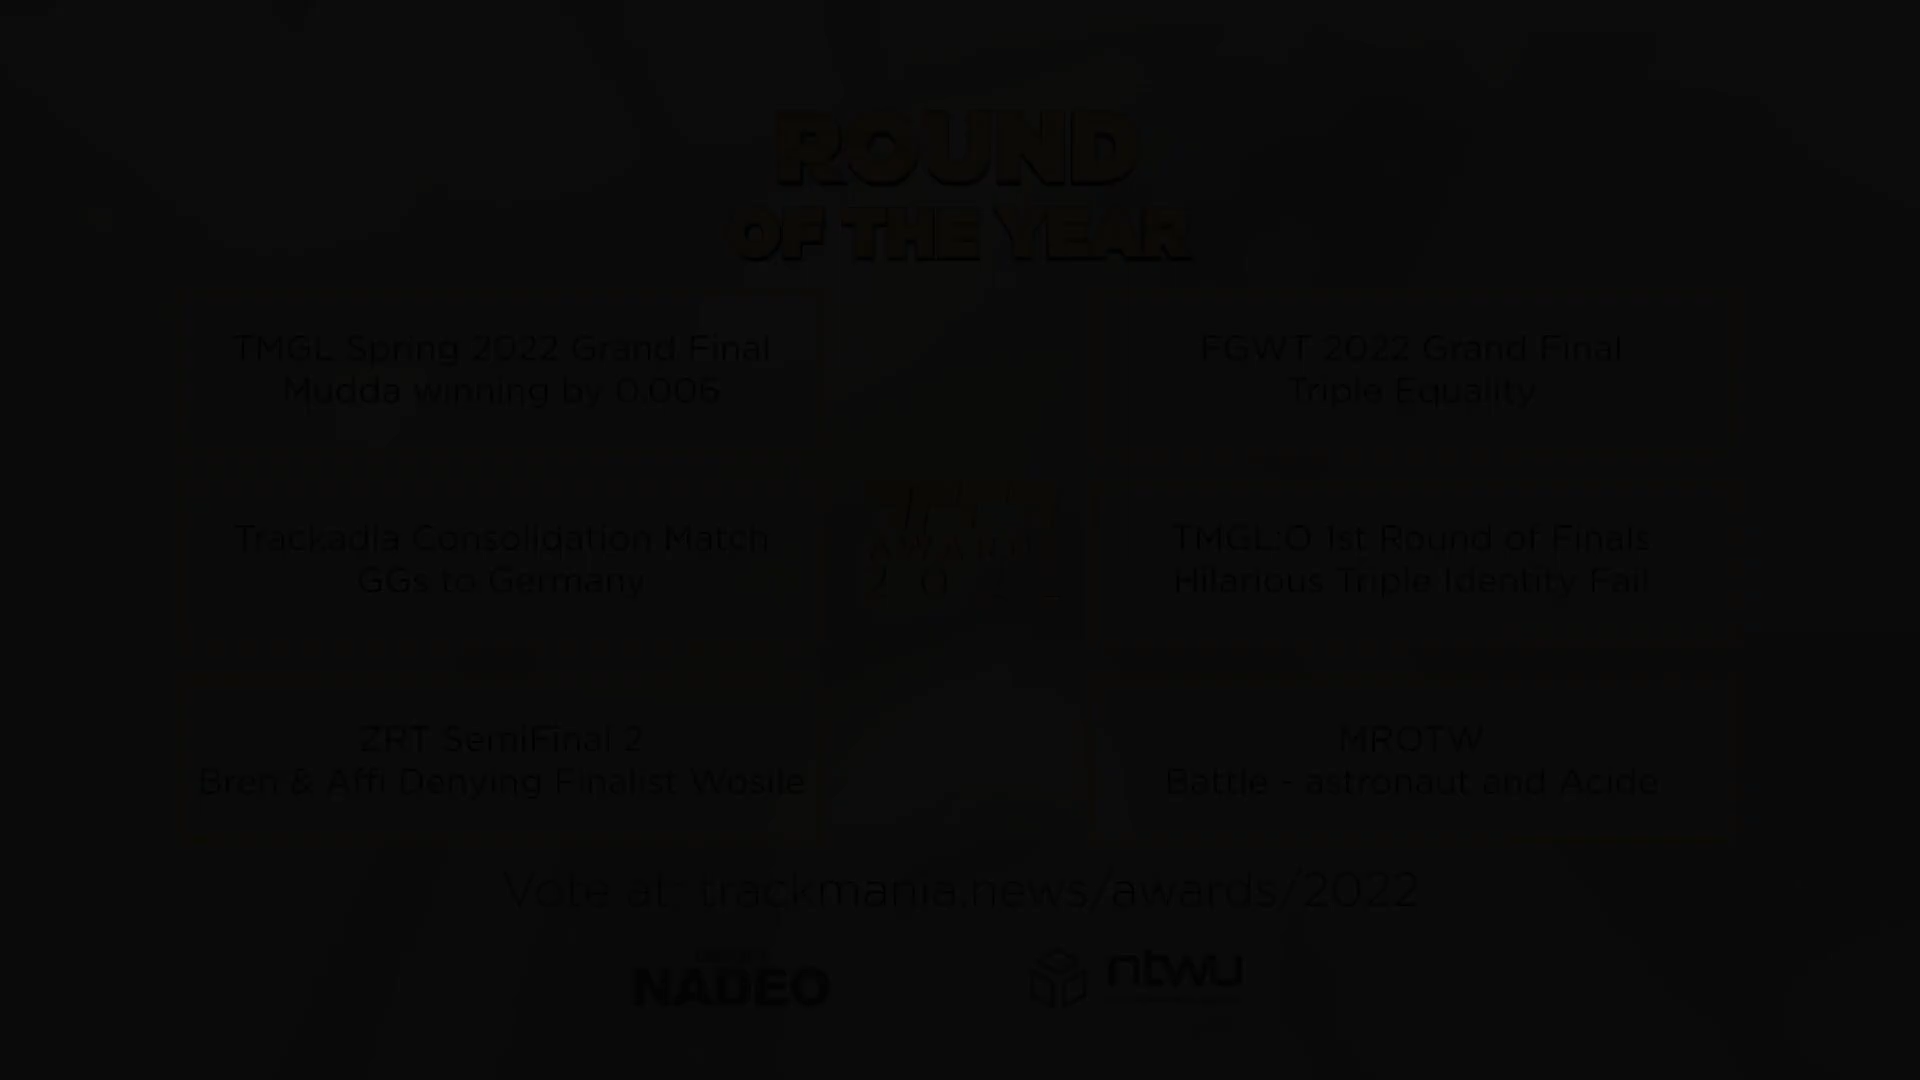 ROUND
OF THE YEAR
TMGL Spring 2022 Grand Final
Mudda winning by 0.006
FGWT 2022 Grand Final
Triple Equality
Trackadia Consolidation Match
GGs to Germany
AWARDS
2022
TMGL:O 1st Round of Finals
Hilarious Triple Identity Fail
ZRT SemiFinal 2
Bren & Affi Denying Finalist Wosile
MROTW
Battle - astronaut and Acide
Vote at: trackmania.news/awards/2022
NADEO
ntwu